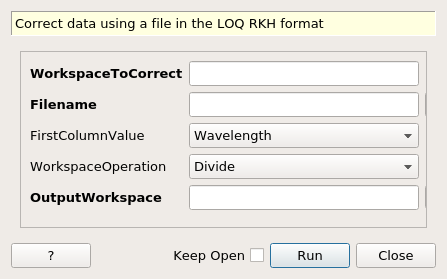 Correct data using a file in the LOQ RKH format
WorkspaceToCorrect
Filename
FirstColumnValue Wavelength
WorkspaceOperation Divide
OutputWorkspace
? Keep Open Run Close